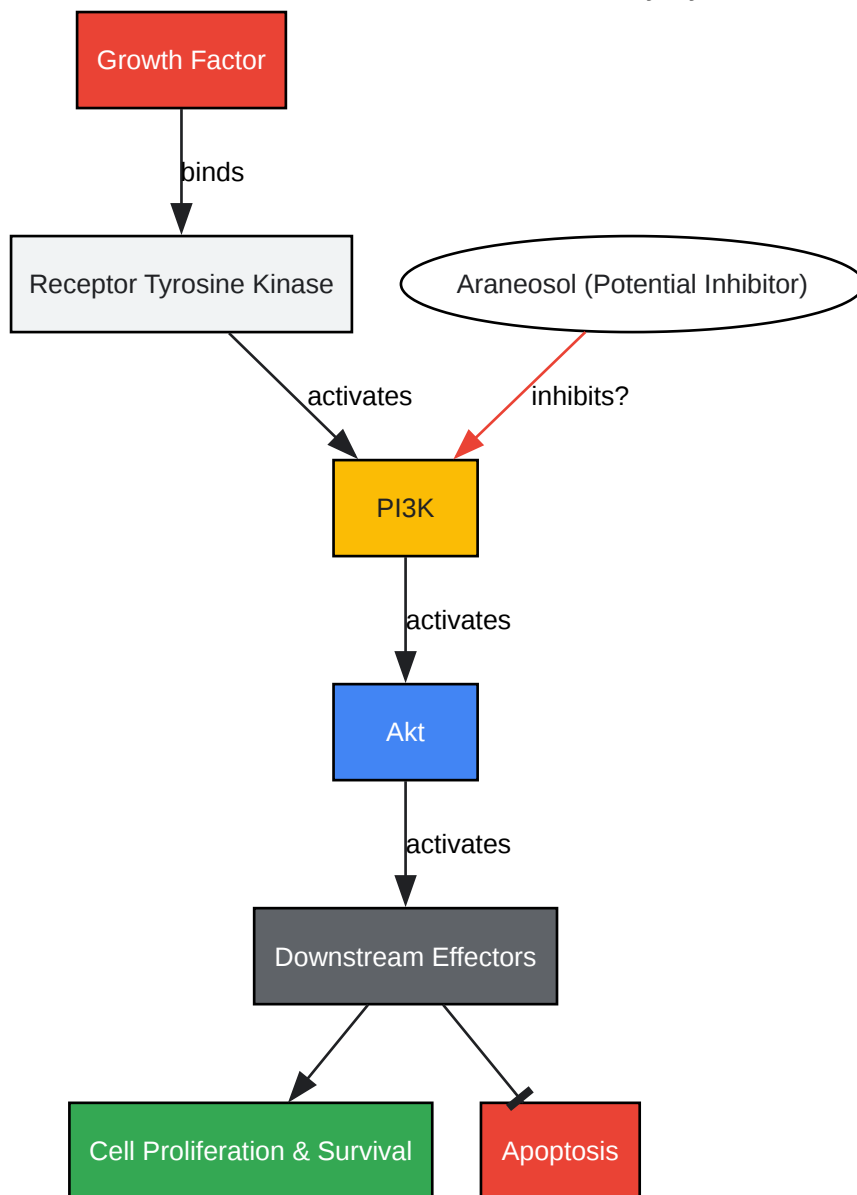 Growth Factor
binds
Receptor Tyrosine Kinase
Araneosol (Potential Inhibitor)
activates
inhibits?
PI3K
activates
Akt
activates
Downstream Effectors
Cell Proliferation & Survival
Apoptosis